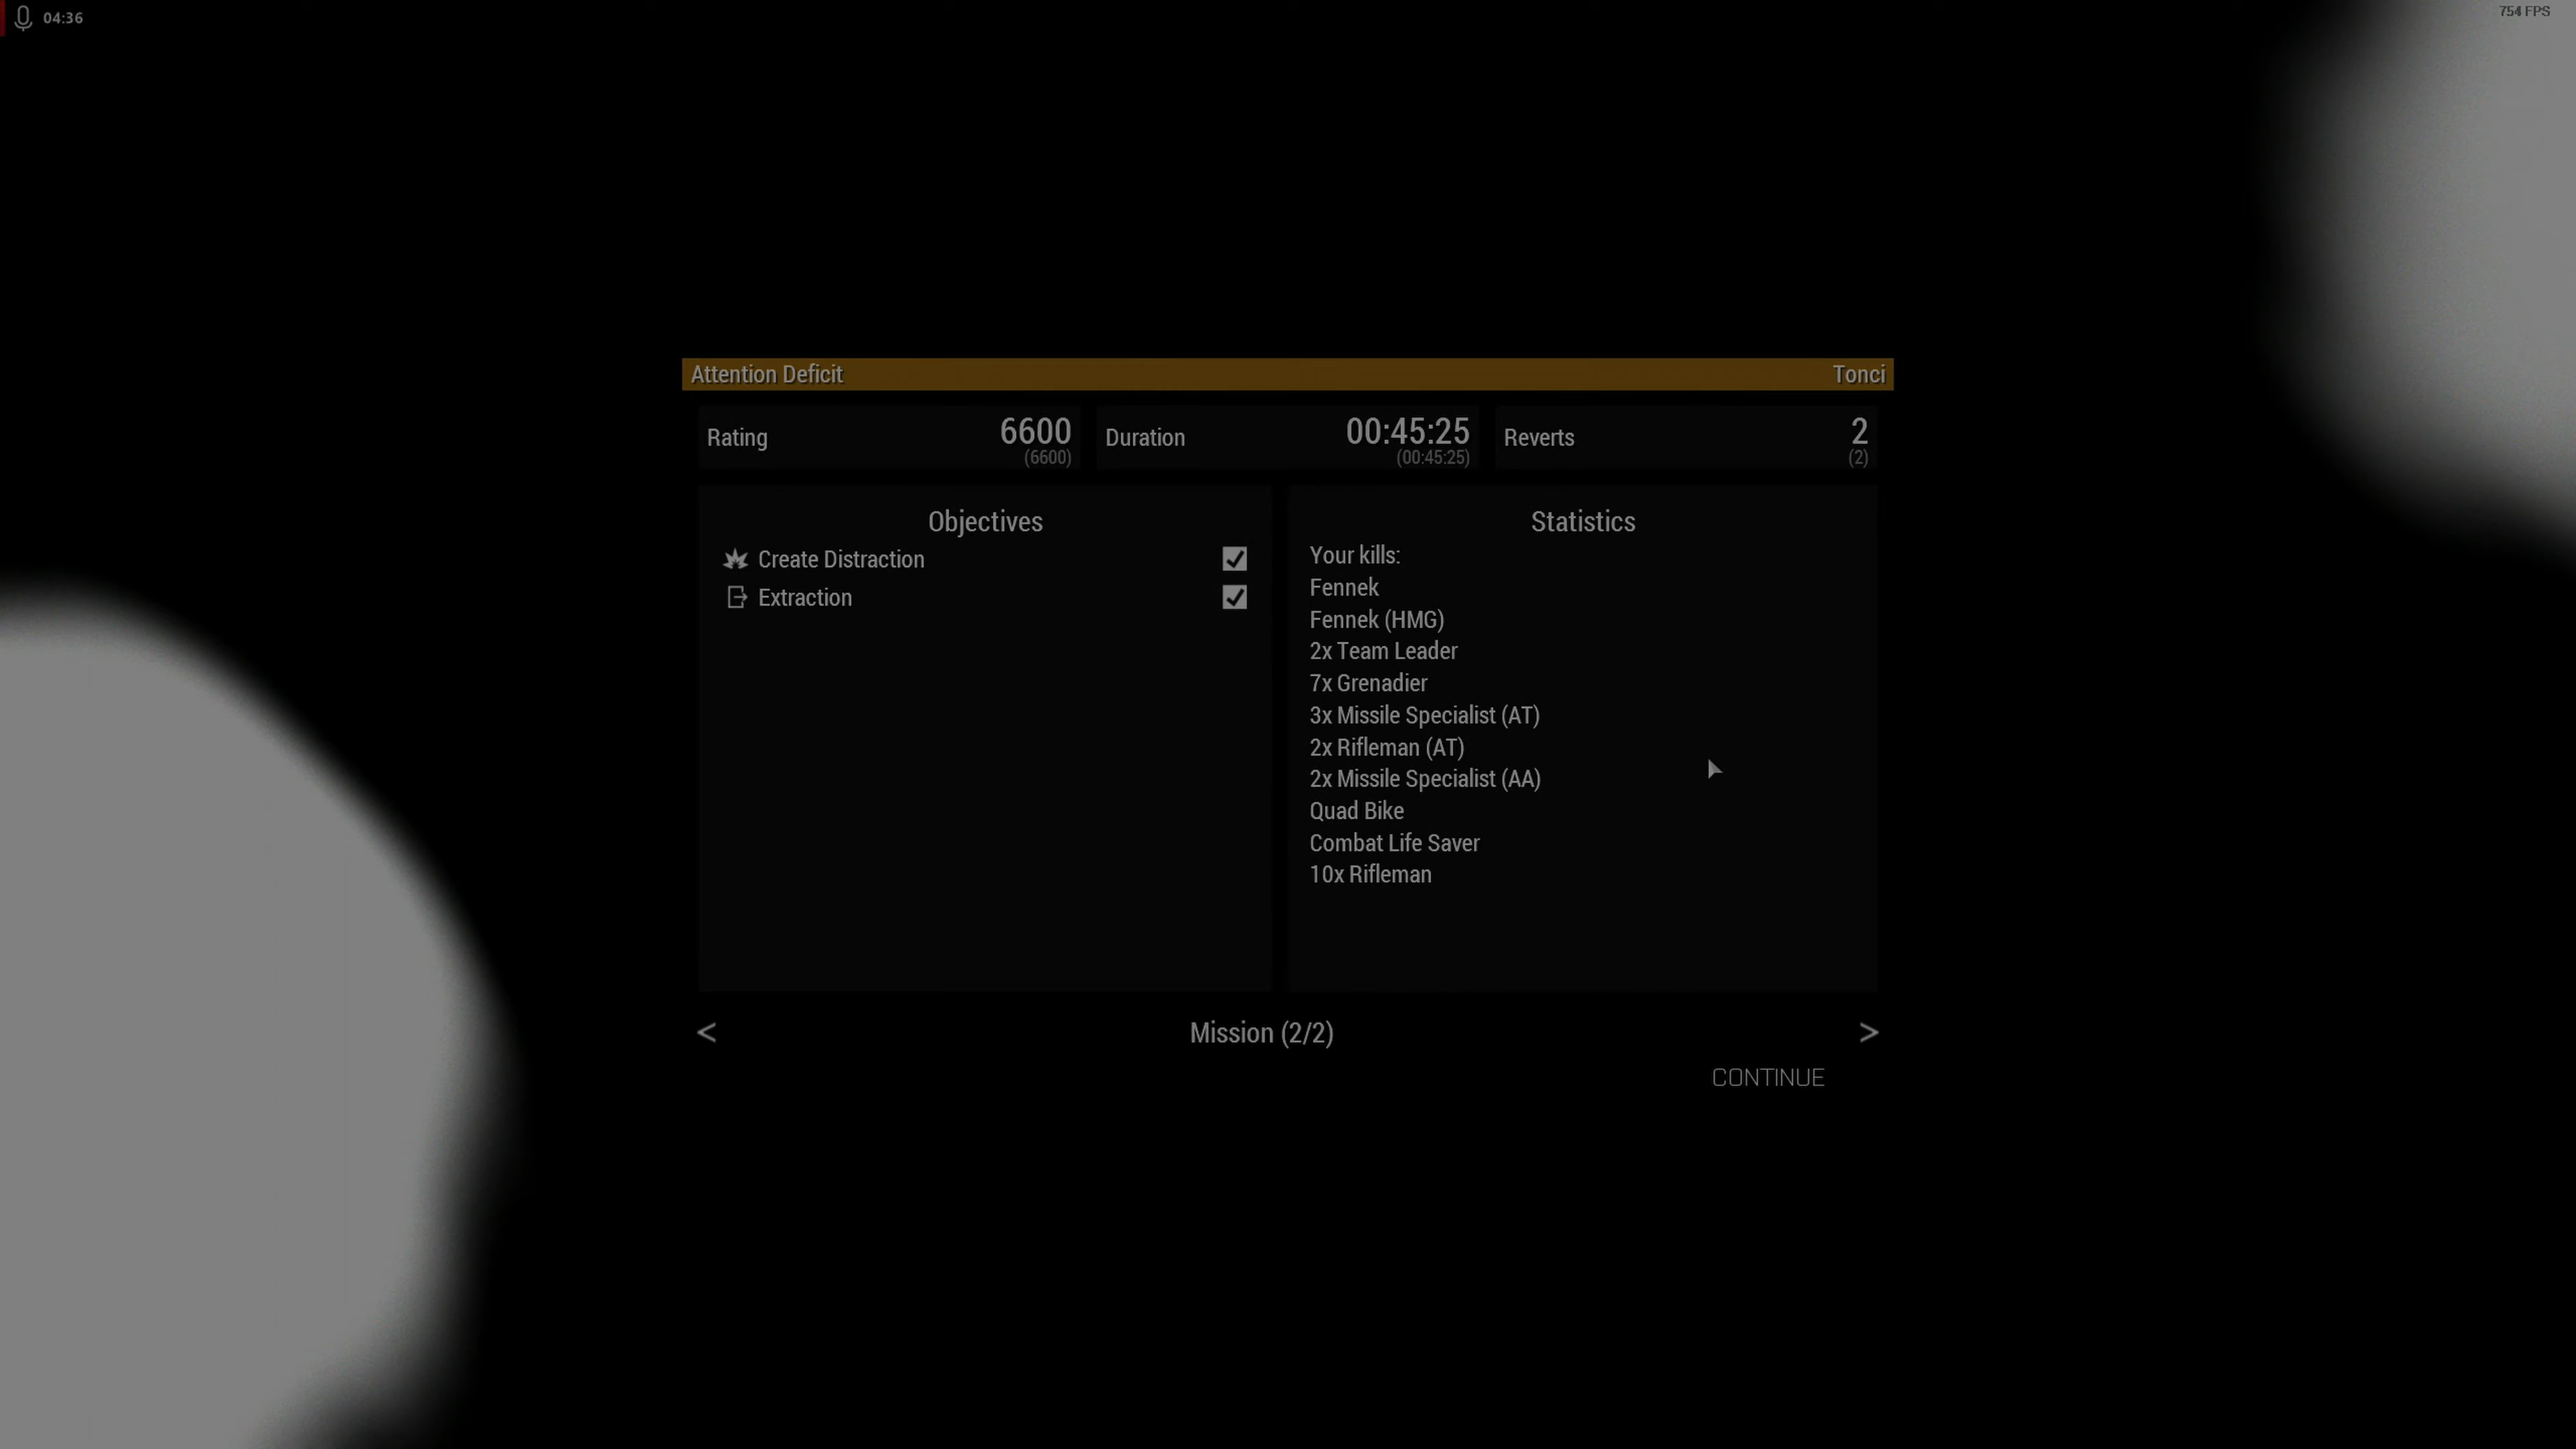 04:36
754 FPS
Attention Deficit
Tonci
Rating
6600
(6600)
Duration
00:45:25
(00:45:25)
Reverts
2
(2)
Objectives
Create Distraction
Extraction
Statistics
Your kills:
Fennek
Fennek (HMG)
2x Team Leader
7x Grenadier
3x Missile Specialist (AT)
2x Rifleman (AT)
2x Missile Specialist (AA)
Quad Bike
Combat Life Saver
10x Rifleman
<
Mission (2/2)
>
CONTINUE